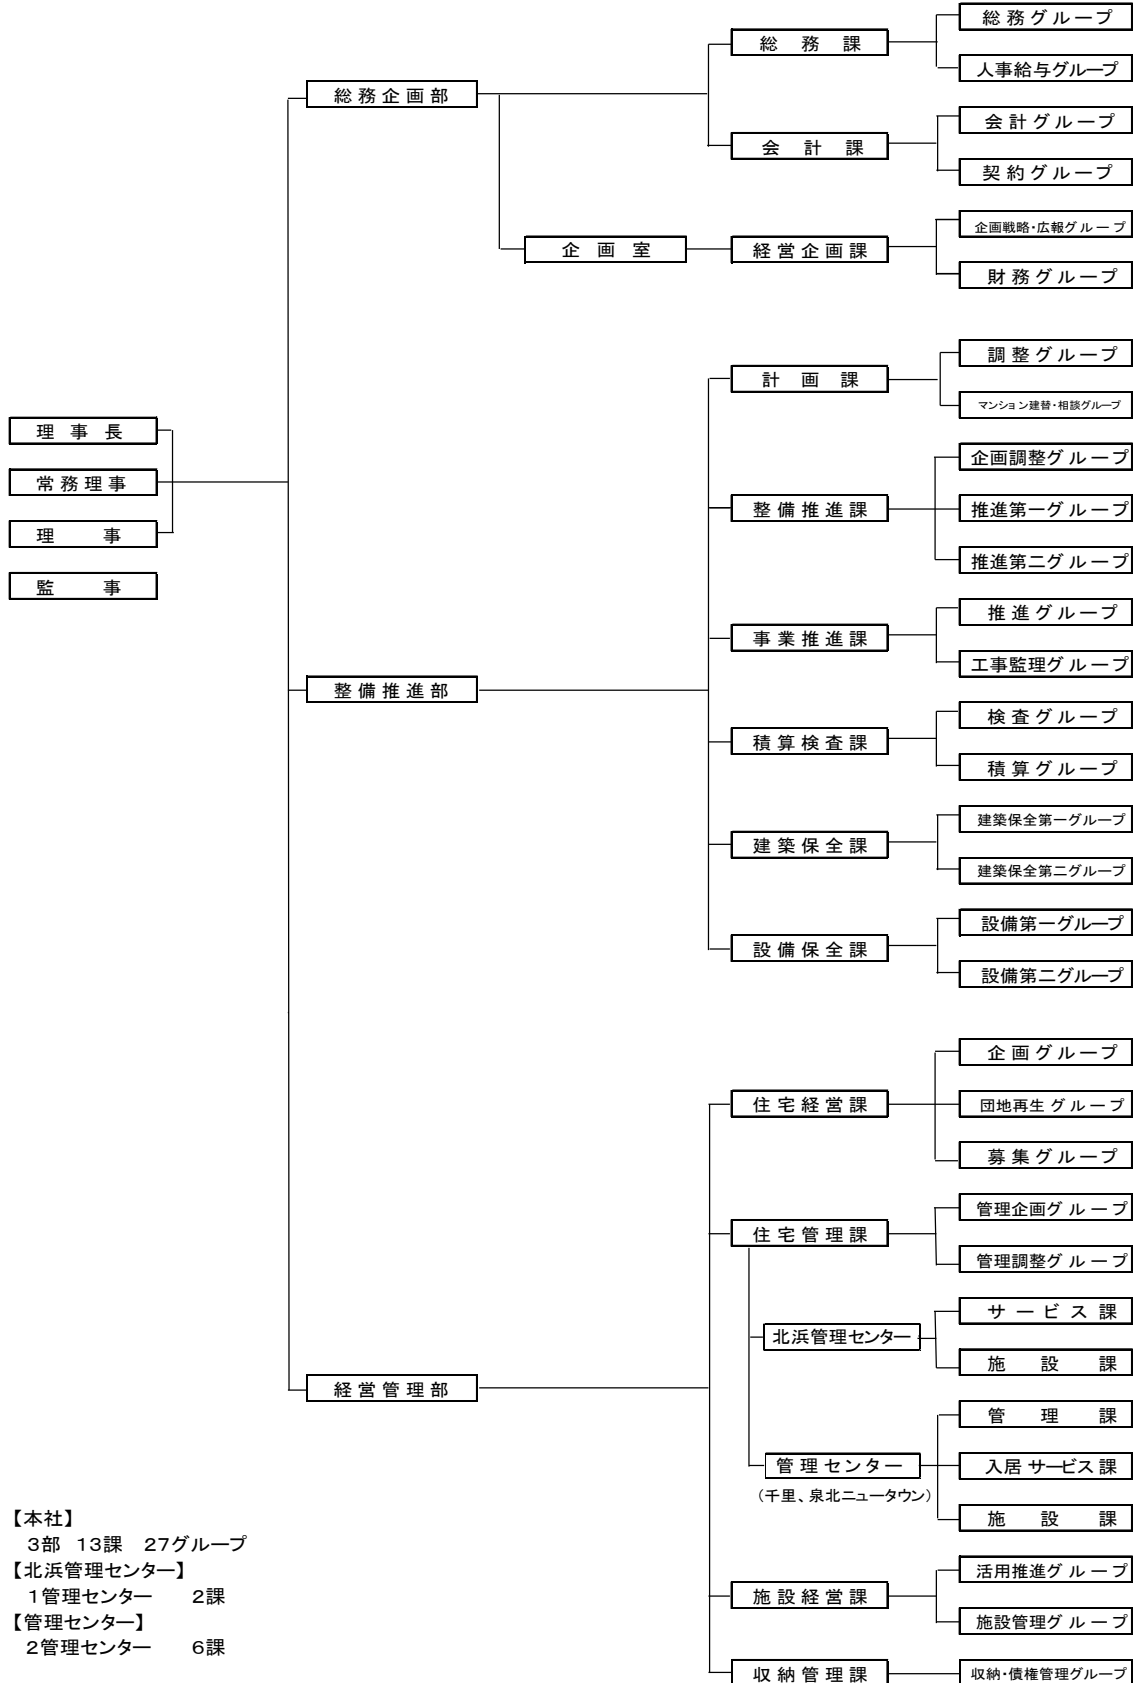 総務グループ
総務課
人事給与グループ
総務企画部
会計グループ
会計課
契約グループ
企画戦略・広報グループ
企画室
経営企画課
財務グループ
調整グループ
計画課
マンション建替・相談グループ
理事長
常務理事
理事
監事
企画調整グループ
整備推進課
推進第一グループ
推進第二グループ
推進グループ
事業推進課
工事監理グループ
整備推進部
検査グループ
積算検査課
積算グループ
建築保全第一グループ
建築保全課
建築保全第二グループ
設備第一グループ
設備保全課
設備第二グループ
企画グループ
住宅経営課
団地再生グループ
募集グループ
管理企画グループ
住宅管理課
管理調整グループ
サービス課
北浜管理センター
施設課
経営管理部
管理課
管理センター
入居サービス課
(千里、泉北ニュータウン)
施設課
活用推進グループ
施設経営課
施設管理グループ
収納管理課
収納・債権管理グループ
【本社】
3部 13課 27グループ
【北浜管理センター】
1管理センター 2課
【管理センター】
2管理センター 6課